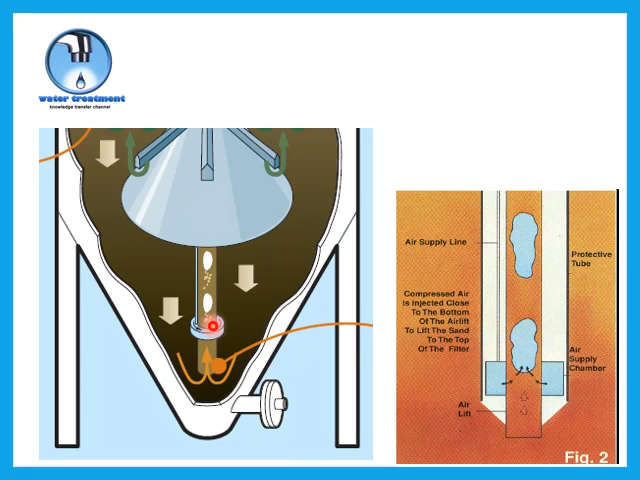 water treatment
knowledge transfer channel
Air Supply Line
Protective
Tube
Compressed Air
is Injected Close
To The Bottom
Of The Airlift
To Lift The Sand
To The Top
Of The Filter
Air
Supply
Chamber
Air
Lift
Fig. 2